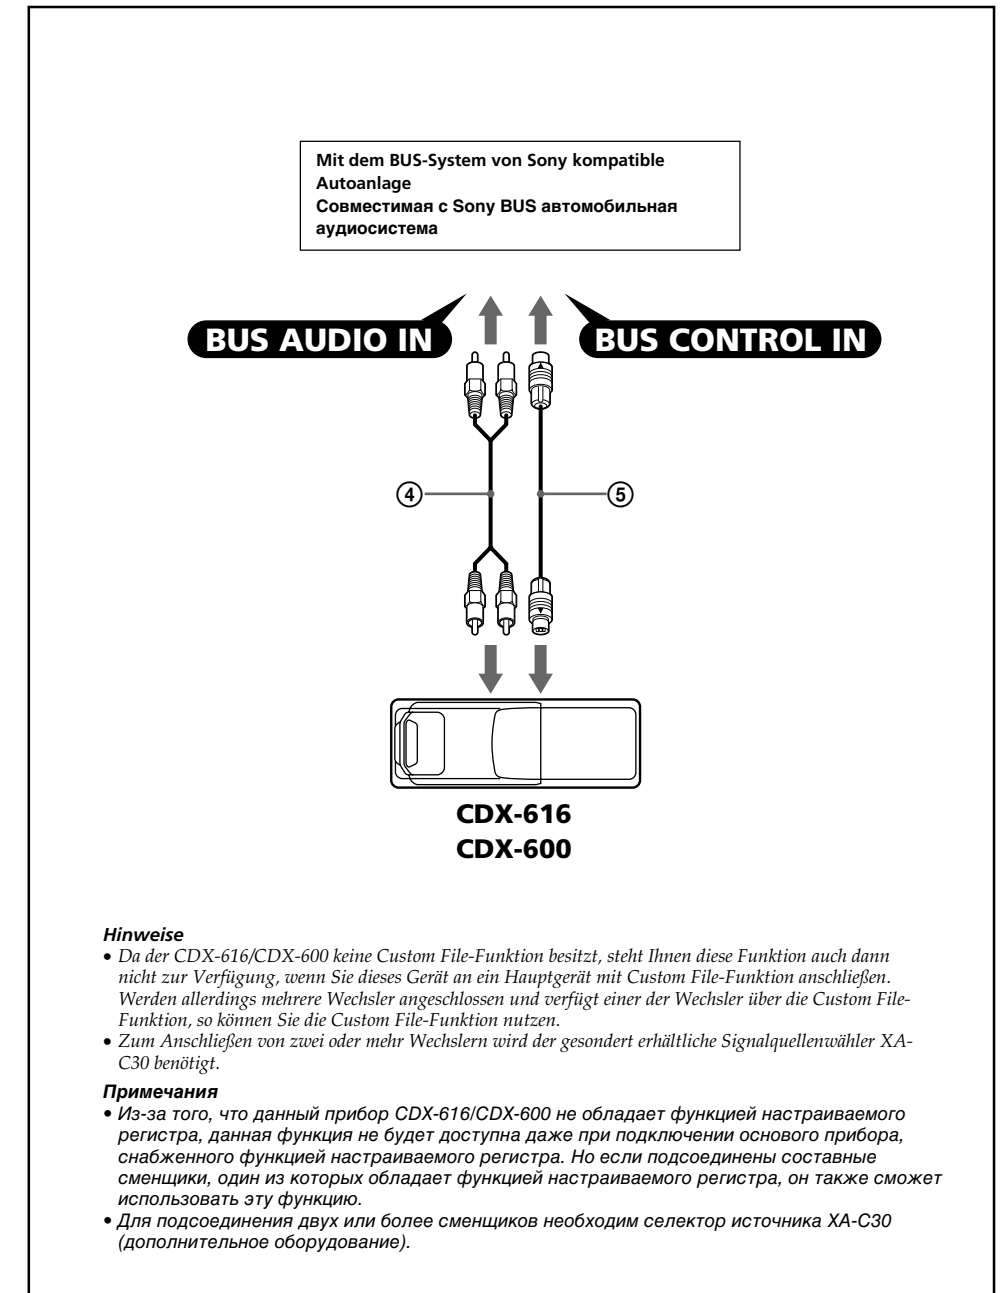 Mit dem BUS-System von Sony kompatible
Autoanlage
Совместимая с Sony BUS автомобильная
аудиосистема
BUS AUDIO IN
BUS CONTROL IN
④
⑤
CDX-616
CDX-600
Hinweise
• Da der CDX-616/CDX-600 keine Custom File-Funktion besitzt, steht Ihnen diese Funktion auch dann
nicht zur Verfügung, wenn Sie dieses Gerät an ein Hauptgerät mit Custom File-Funktion anschließen.
Werden allerdings mehrere Wechsler angeschlossen und verfügt einer der Wechsler über die Custom File-
Funktion, so können Sie die Custom File-Funktion nutzen.
• Zum Anschließen von zwei oder mehr Wechslern wird der gesondert erhältliche Signalquellenwähler XA-
C30 benötigt.
Примечания
• Из-за того, что данный прибор CDX-616/CDX-600 не обладает функцией настраиваемого
регистра, данная функция не будет доступна даже при подключении основого прибора,
снабженного функцией настраиваемого регистра. Но если подсоединены составные
сменщики, один из которых обладает функцией настраиваемого регистра, он также сможет
использовать эту функцию.
• Для подсоединения двух или более сменщиков необходим селектор источника XA-C30
(дополнительное оборудование).